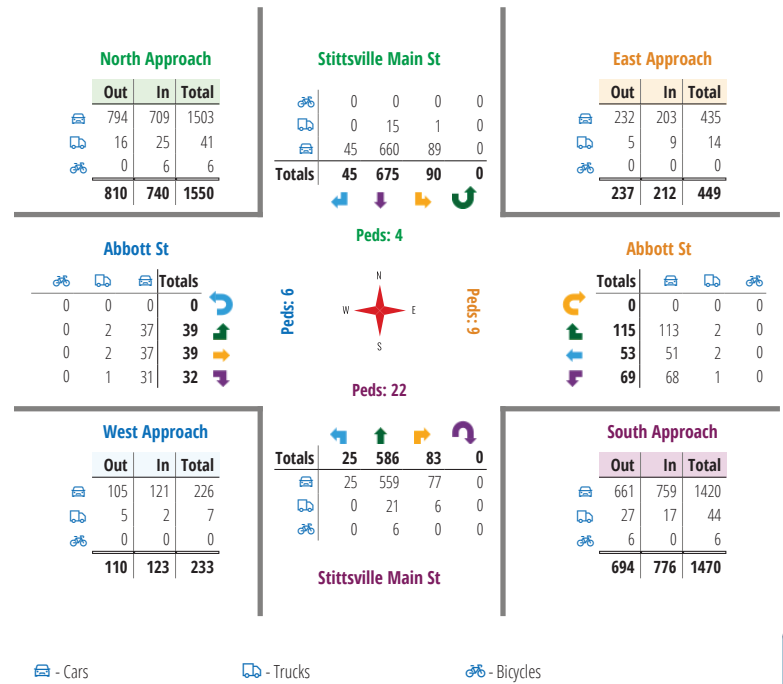 North Approach
Out In Total
794 709 1503
16 25 41
0 6 6
810 740 1550
Stittsville Main St
0 0 0 0
0 15 1 0
45 660 89 0
Totals 45 675 90 0
East Approach
Out In Total
232 203 435
5 9 14
0 0 0
237 212 449
Abbott St
Totals
0 0 0 0
0 2 37 39
0 2 37 39
0 1 31 32
Peds: 4
Peds: 6
N
W E
S
Peds: 9
Peds: 22
Abbott St
Totals
0 0 0 0
115 113 2 0
53 51 2 0
69 68 1 0
West Approach
Out In Total
105 121 226
5 2 7
0 0 0
110 123 233
Totals 25 586 83 0
25 559 77 0
0 21 6 0
0 6 0 0
Stittsville Main St
South Approach
Out In Total
661 759 1420
27 17 44
6 0 6
694 776 1470
- Cars - Trucks - Bicycles